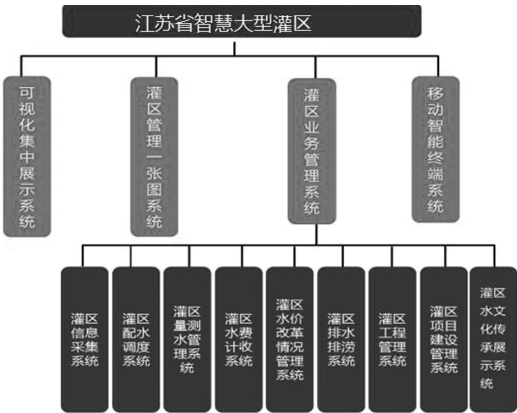 江苏省智慧大型灌区
可视化集中展示系统
灌区管理一张图系统
灌区业务管理系统
移动智能终端系统
灌区
信息
采集
系统
灌区
配水
调度
系统
灌区
量测
水管
理系
统
灌区
水费
计收
系统
灌区
水价
改革
情况
管理
系统
灌区
排水
排涝
系统
灌区
工程
管理
系统
灌区
项目
建设
管理
系统
灌区
水文
化传
承展
示系
统